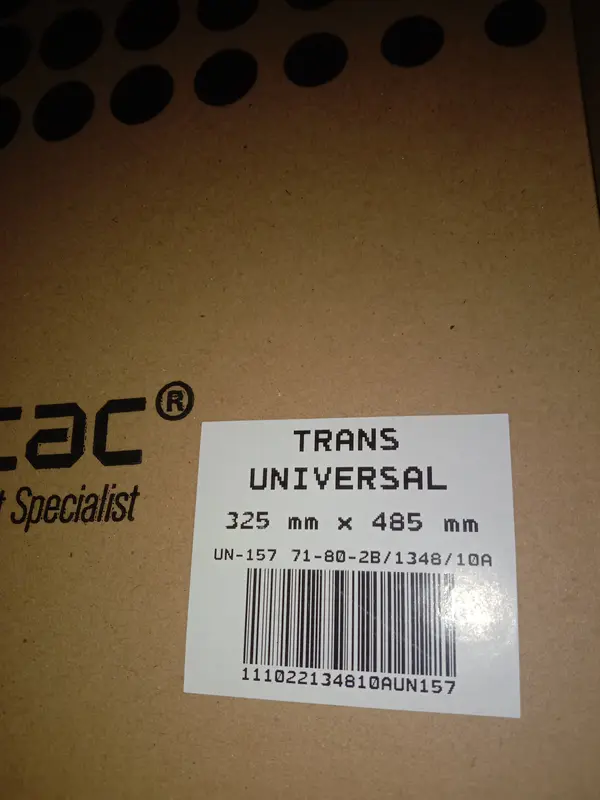 cac®
t Specialist
TRANS
UNIVERSAL
325 mm x 485 mm
UN-157 71-80-2B/1348/10A
111022134810AUN157